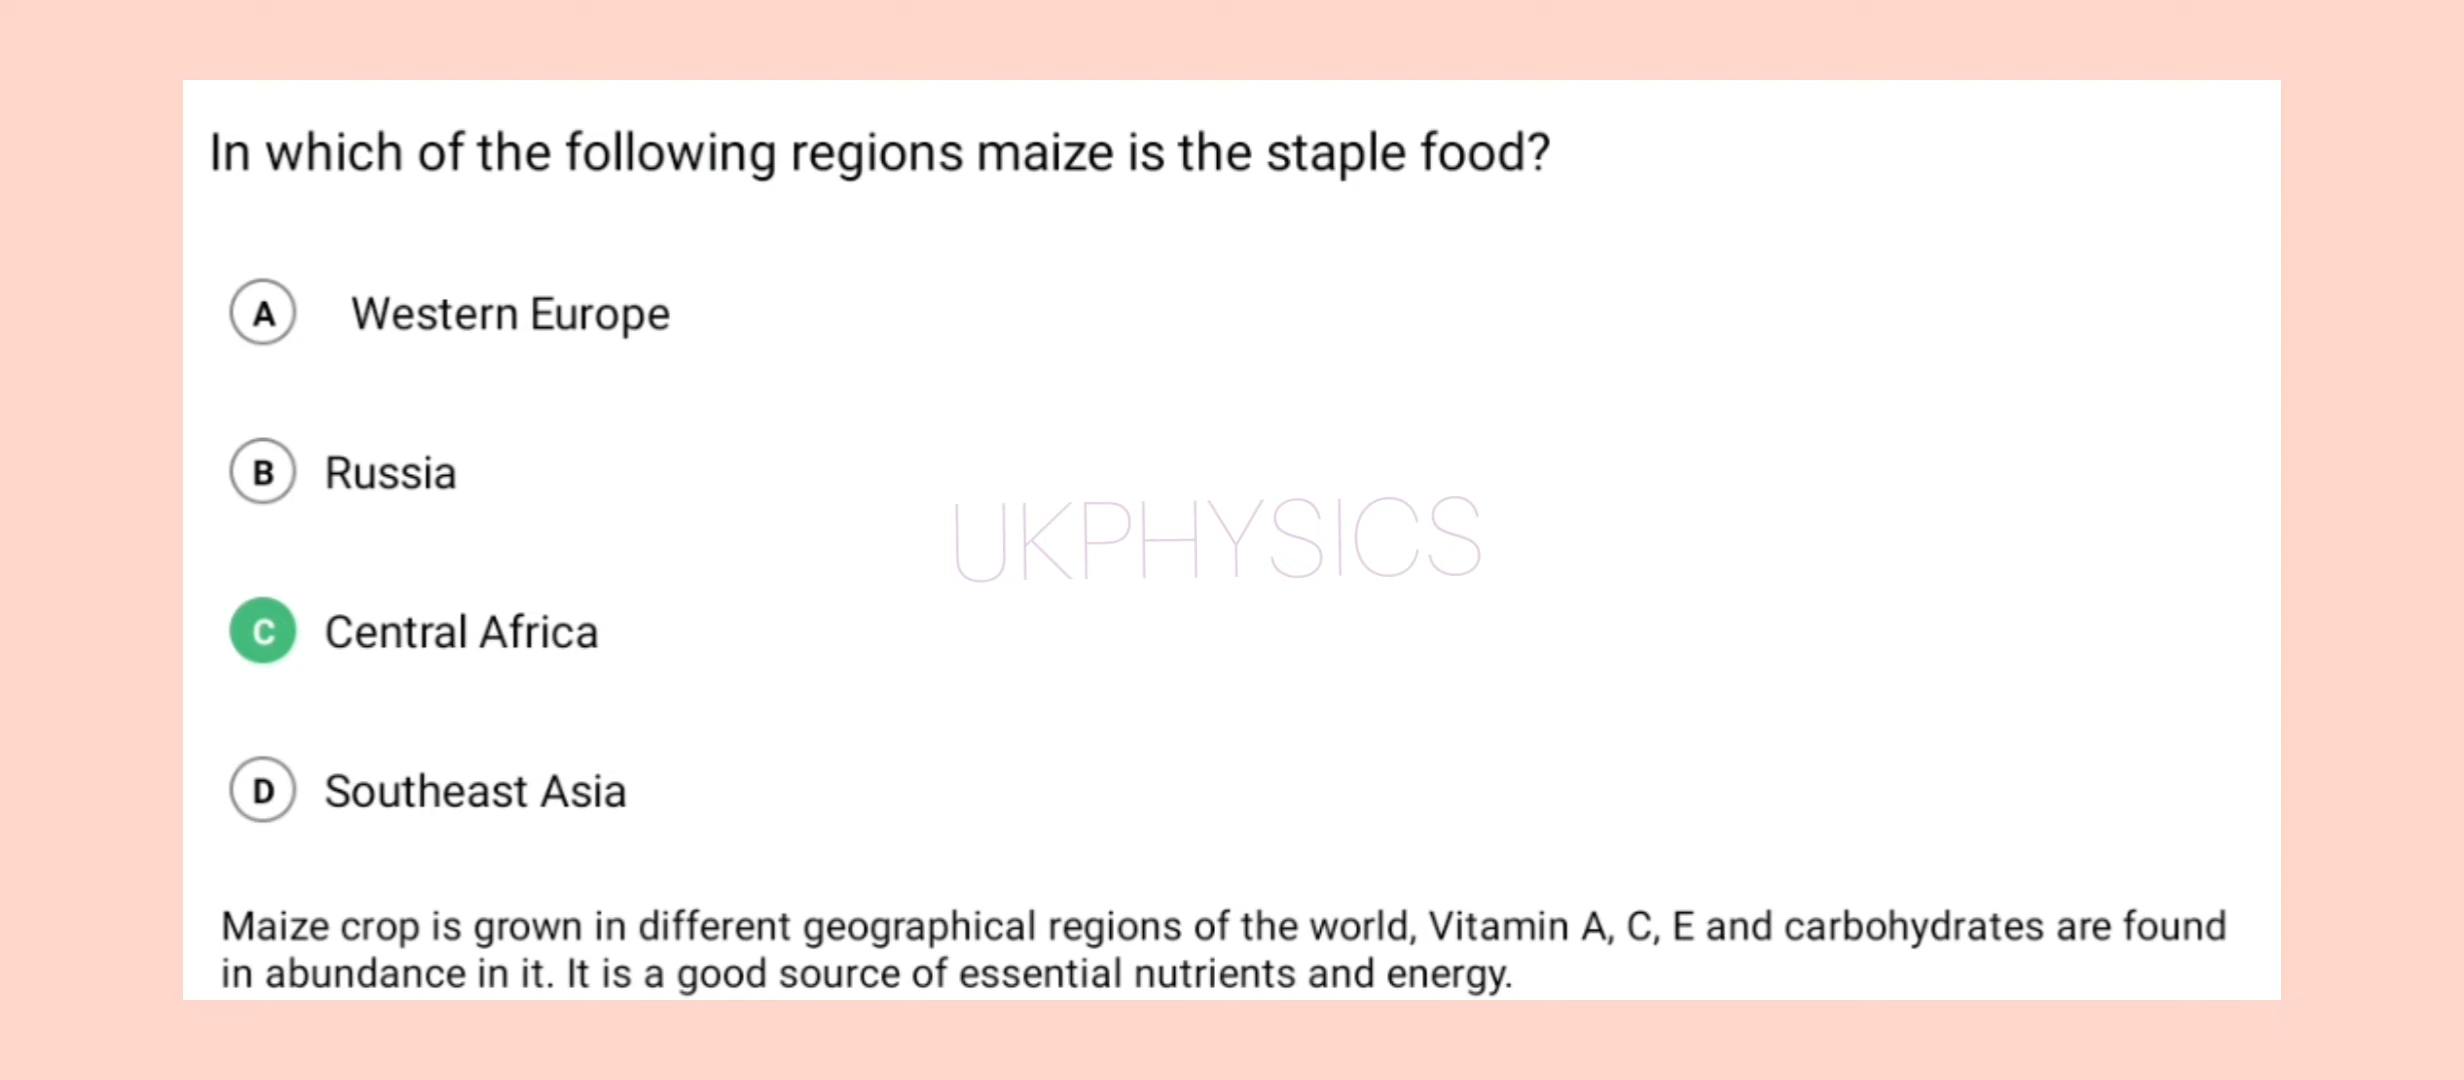 In which of the following regions maize is the staple food?
A Western Europe
B Russia
UKPHYSICS
C Central Africa
D Southeast Asia
Maize crop is grown in different geographical regions of the world, Vitamin A, C, E and carbohydrates are found
in abundance in it. It is a good source of essential nutrients and energy.